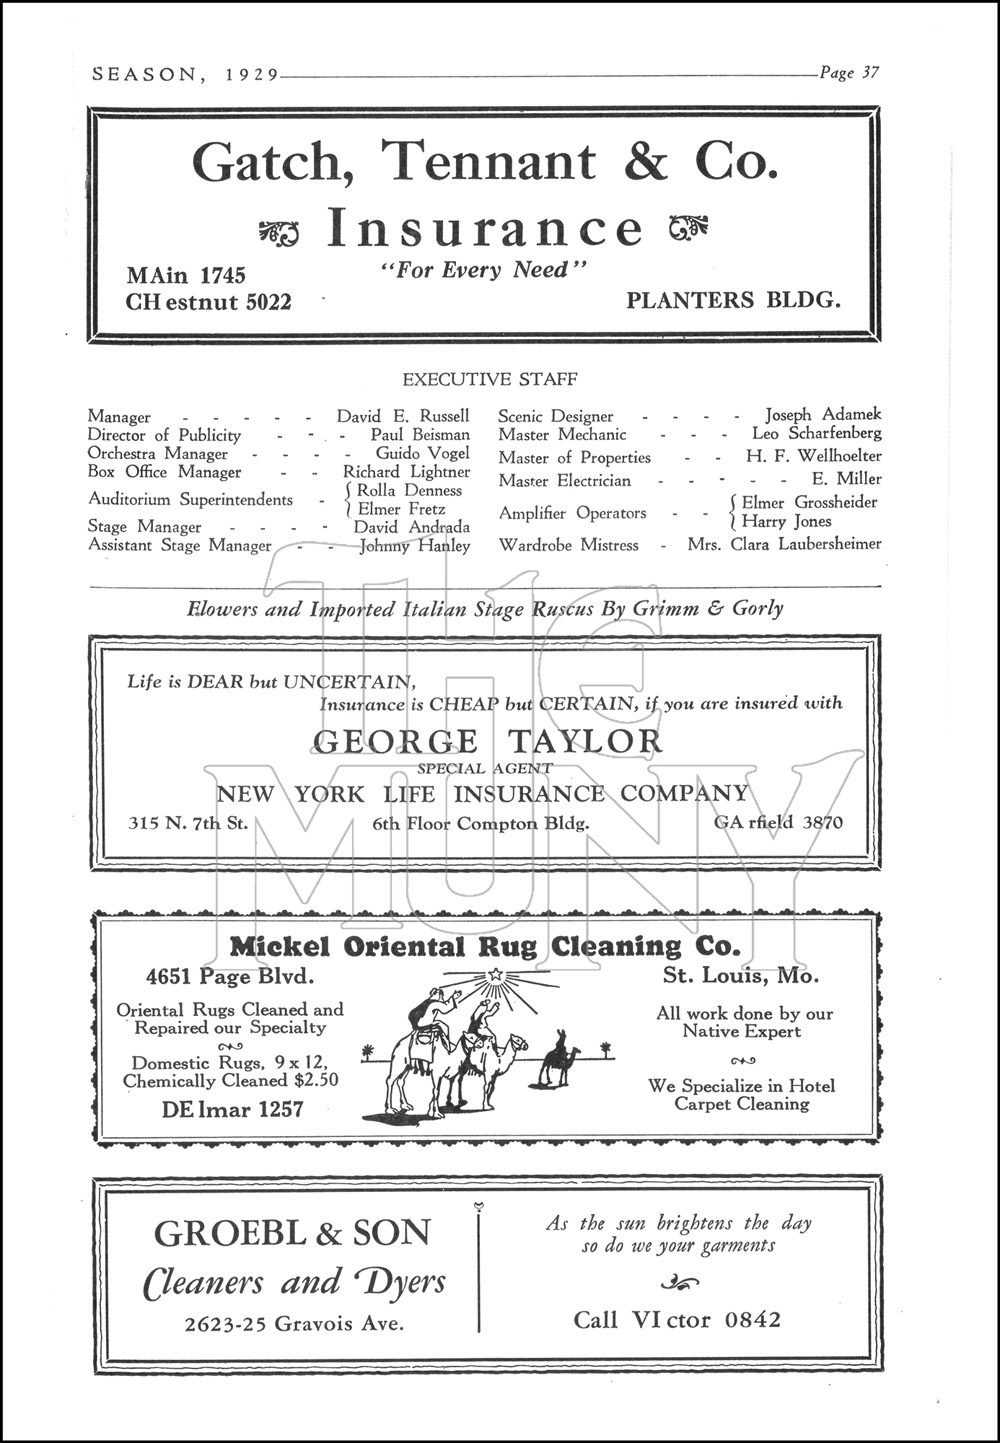 SEASON, 1929 Page 37
Gatch, Tennant & Co.
Insurance
"For Every Need"
MAin 1745
CHestnut 5022
PLANTERS BLDG.
EXECUTIVE STAFF
Manager - - - - - David E. Russell
Director of Publicity - - - Paul Beisman
Orchestra Manager - - - - Guido Vogel
Box Office Manager - - Richard Lightner
Auditorium Superintendents - { Rolla Denness
Elmer Fretz
Stage Manager - - - - David Andrada
Assistant Stage Manager - - Johnny Hanley
Scenic Designer - - - - Joseph Adamek
Master Mechanic - - - Leo Scharfenberg
Master of Properties - - H. F. Wellhoelter
Master Electrician - - - - - E. Miller
Amplifier Operators - - { Elmer Grossheider
Harry Jones
Wardrobe Mistress - Mrs. Clara Laubersheimer
Flowers and Imported Italian Stage Ruscus By Grimm & Gorly
Life is DEAR but UNCERTAIN,
Insurance is CHEAP but CERTAIN, if you are insured with
GEORGE TAYLOR
SPECIAL AGENT
NEW YORK LIFE INSURANCE COMPANY
315 N. 7th St. 6th Floor Compton Bldg. GA rfield 3870
THE
MUNY
Mickel Oriental Rug Cleaning Co.
4651 Page Blvd.
St. Louis, Mo.
Oriental Rugs Cleaned and
Repaired our Specialty
Domestic Rugs, 9 x 12,
Chemically Cleaned $2.50
DE lmar 1257
All work done by our
Native Expert
We Specialize in Hotel
Carpet Cleaning
GROEBL & SON
Cleaners and Dyers
2623-25 Gravois Ave.
As the sun brightens the day
so do we your garments
Call VI ctor 0842